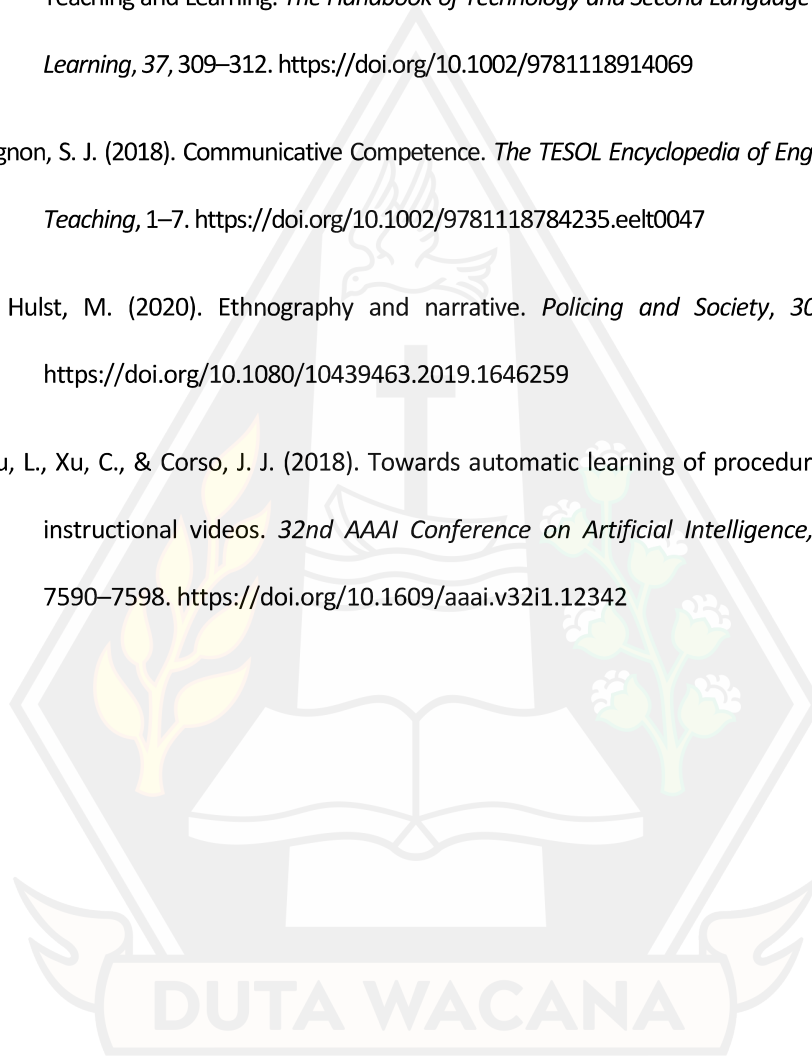 Teaching and Learning. The Handbook of Technology and Second Language
Learning, 37, 309–312. https://doi.org/10.1002/9781118914069
gnon, S. J. (2018). Communicative Competence. The TESOL Encyclopedia of Eng
Teaching, 1–7. https://doi.org/10.1002/9781118784235.eelt0047
Hulst, M. (2020). Ethnography and narrative. Policing and Society, 30
https://doi.org/10.1080/10439463.2019.1646259
u, L., Xu, C., & Corso, J. J. (2018). Towards automatic learning of procedur
instructional videos. 32nd AAAI Conference on Artificial Intelligence,
7590–7598. https://doi.org/10.1609/aaai.v32i1.12342
DUTA WACANA